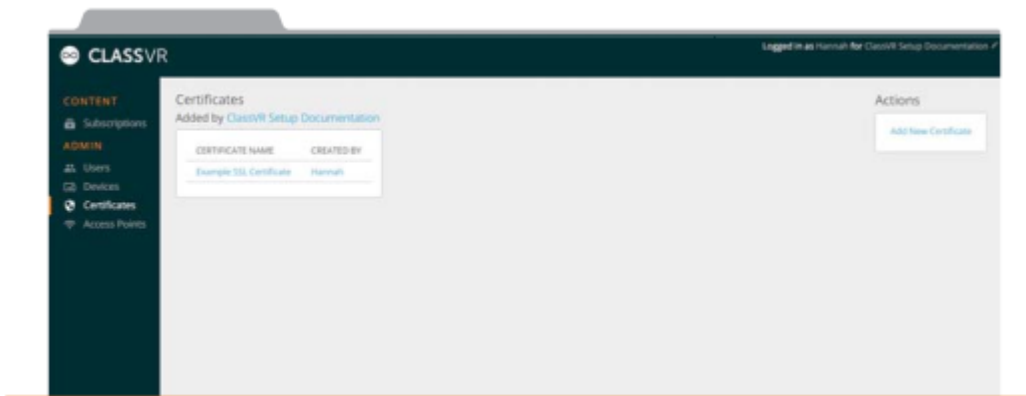 CLASSVR
Logged in as Hannah for ClassVR Setup Documentation
CONTENT
Subscriptions
ADMIN
Users
Devices
Certificates
Access Points
Certificates
Added by ClassVR Setup Documentation
CERTIFICATE NAME CREATED BY
Example SSL Certificate Hannah
Actions
Add New Certificate